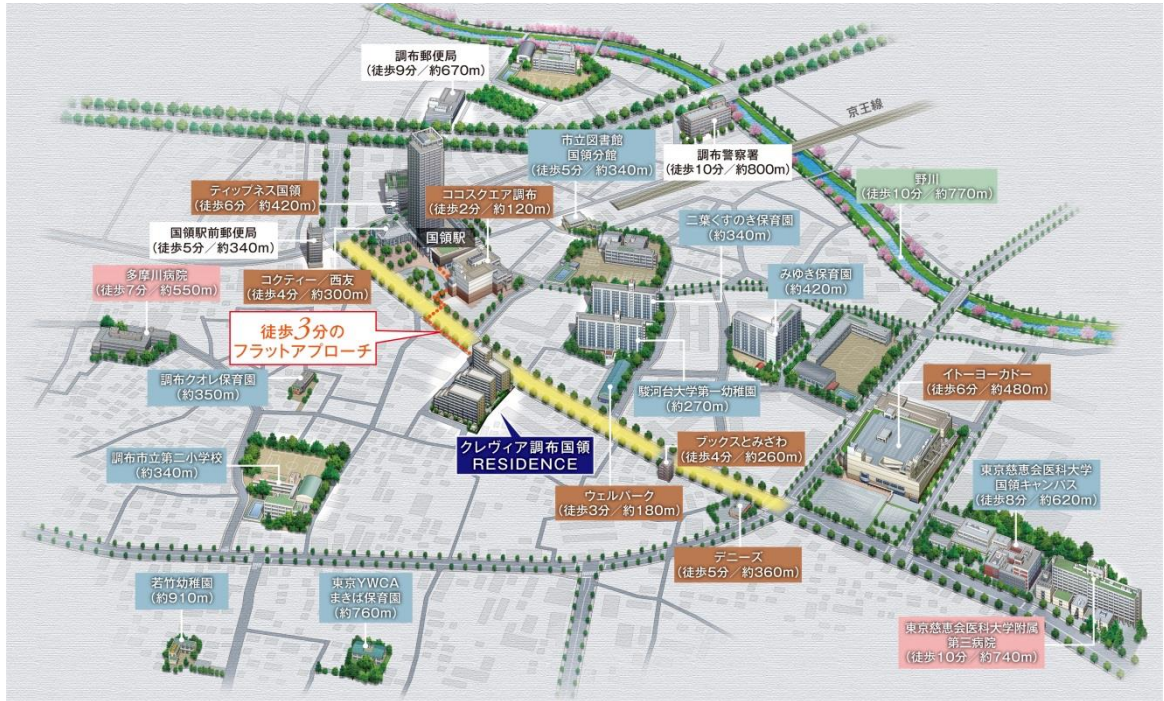 調布郵便局
(徒歩9分／約670m)
京王線
市立図書館
国領分館
(徒歩5分／約340m)
調布警察署
(徒歩10分／約800m)
野川
(徒歩10分／約770m)
ティップネス国領
(徒歩6分／約420m)
ココスクエア調布
(徒歩2分／約120m)
二葉くすのき保育園
(約340m)
国領駅前郵便局
(徒歩5分／約340m)
国領駅
みゆき保育園
(約420m)
多摩川病院
(徒歩7分／約550m)
コクティー／西友
(徒歩4分／約300m)
徒歩3分の
フラットアプローチ
イトーヨーカドー
(徒歩6分／約480m)
調布クオレ保育園
(約350m)
駿河台大学第一幼稚園
(約270m)
クレヴィア調布国領
RESIDENCE
ブックスとみざわ
(徒歩4分／約260m)
調布市立第二小学校
(約340m)
東京慈恵会医科大学
国領キャンパス
(徒歩8分／約620m)
ウェルパーク
(徒歩3分／約180m)
デニーズ
(徒歩5分／約360m)
若竹幼稚園
(約910m)
東京YWCA
まきば保育園
(約760m)
東京慈恵会医科大学附属
第三病院
(徒歩10分／約740m)